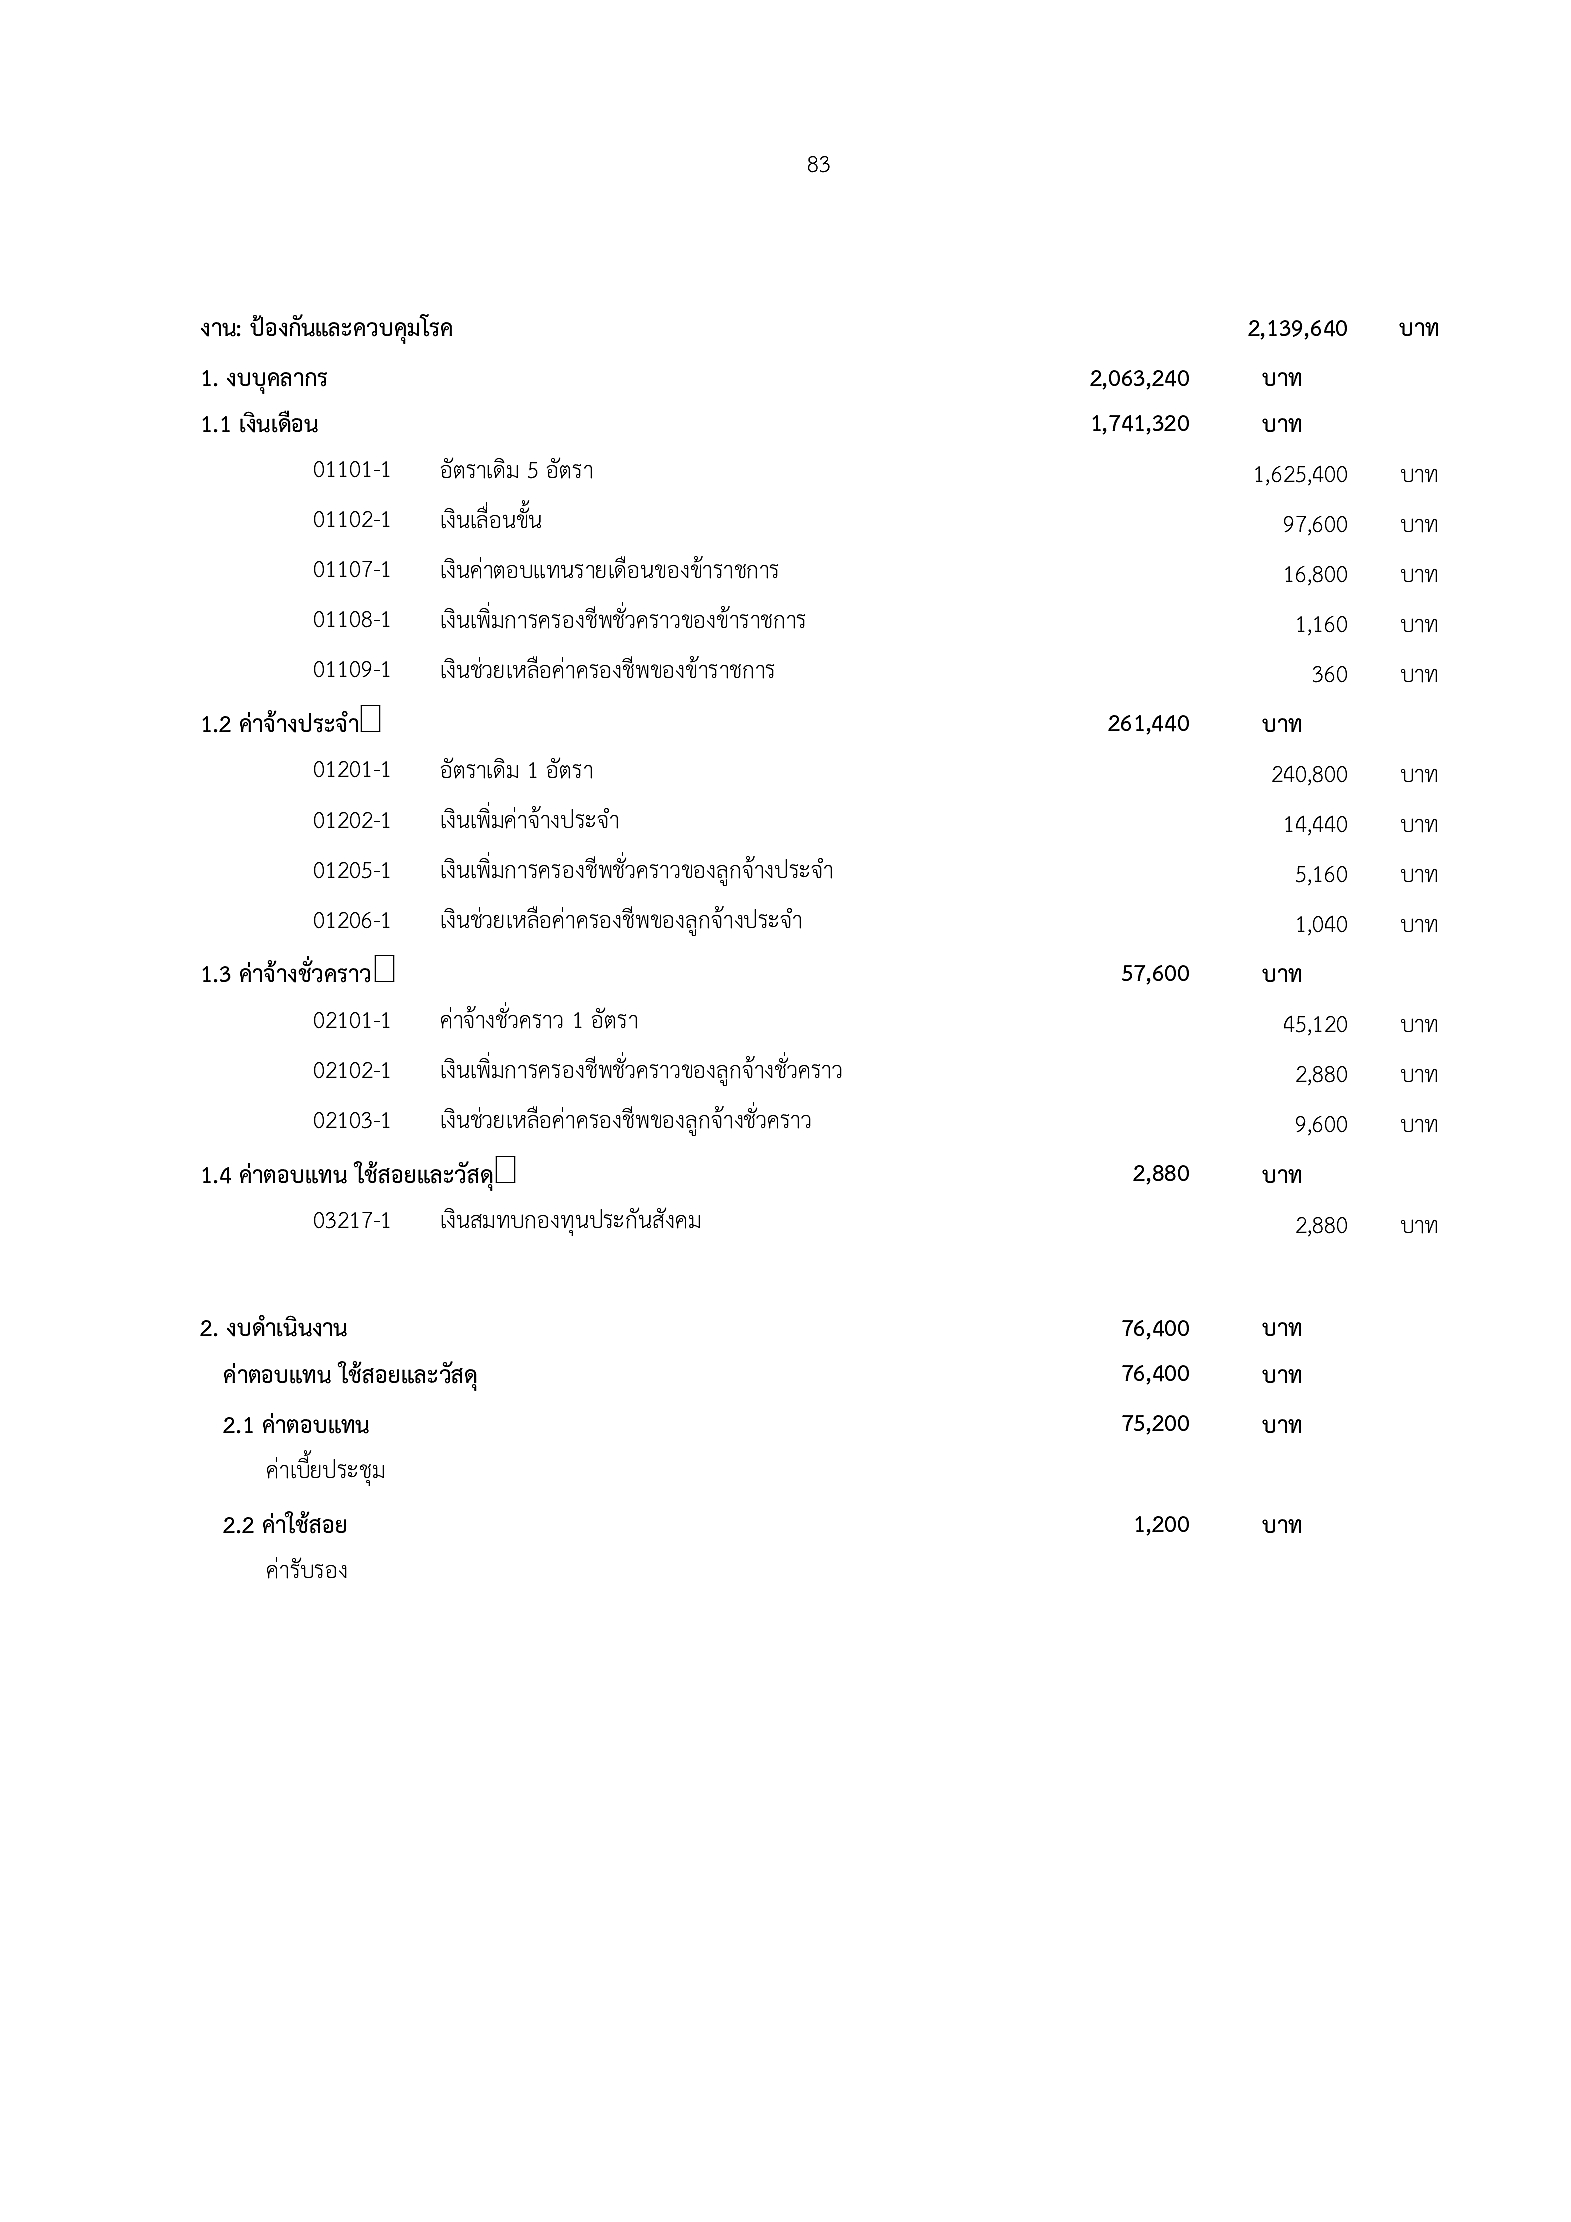 83
งาน: ป้องกันและควบคุมโรค 2,139,640 บาท
1. งบบุคลากร 2,063,240 บาท
1.1 เงินเดือน 1,741,320 บาท
01101-1 อัตราเดิม 5 อัตรา 1,625,400 บาท
01102-1 เงินเลื่อนขั้น 97,600 บาท
01107-1 เงินค่าตอบแทนรายเดือนของข้าราชการ 16,800 บาท
01108-1 เงินเพิ่มการครองชีพชั่วคราวของข้าราชการ 1,160 บาท
01109-1 เงินช่วยเหลือค่าครองชีพของข้าราชการ 360 บาท
1.2 ค่าจ้างประจำ 261,440 บาท
01201-1 อัตราเดิม 1 อัตรา 240,800 บาท
01202-1 เงินเพิ่มค่าจ้างประจำ 14,440 บาท
01205-1 เงินเพิ่มการครองชีพชั่วคราวของลูกจ้างประจำ 5,160 บาท
01206-1 เงินช่วยเหลือค่าครองชีพของลูกจ้างประจำ 1,040 บาท
1.3 ค่าจ้างชั่วคราว 57,600 บาท
02101-1 ค่าจ้างชั่วคราว 1 อัตรา 45,120 บาท
02102-1 เงินเพิ่มการครองชีพชั่วคราวของลูกจ้างชั่วคราว 2,880 บาท
02103-1 เงินช่วยเหลือค่าครองชีพของลูกจ้างชั่วคราว 9,600 บาท
1.4 ค่าตอบแทน ใช้สอยและวัสดุ 2,880 บาท
03217-1 เงินสมทบกองทุนประกันสังคม 2,880 บาท
2. งบดำเนินงาน 76,400 บาท
ค่าตอบแทน ใช้สอยและวัสดุ 76,400 บาท
2.1 ค่าตอบแทน 75,200 บาท
ค่าเบี้ยประชุม
2.2 ค่าใช้สอย 1,200 บาท
ค่ารับรอง